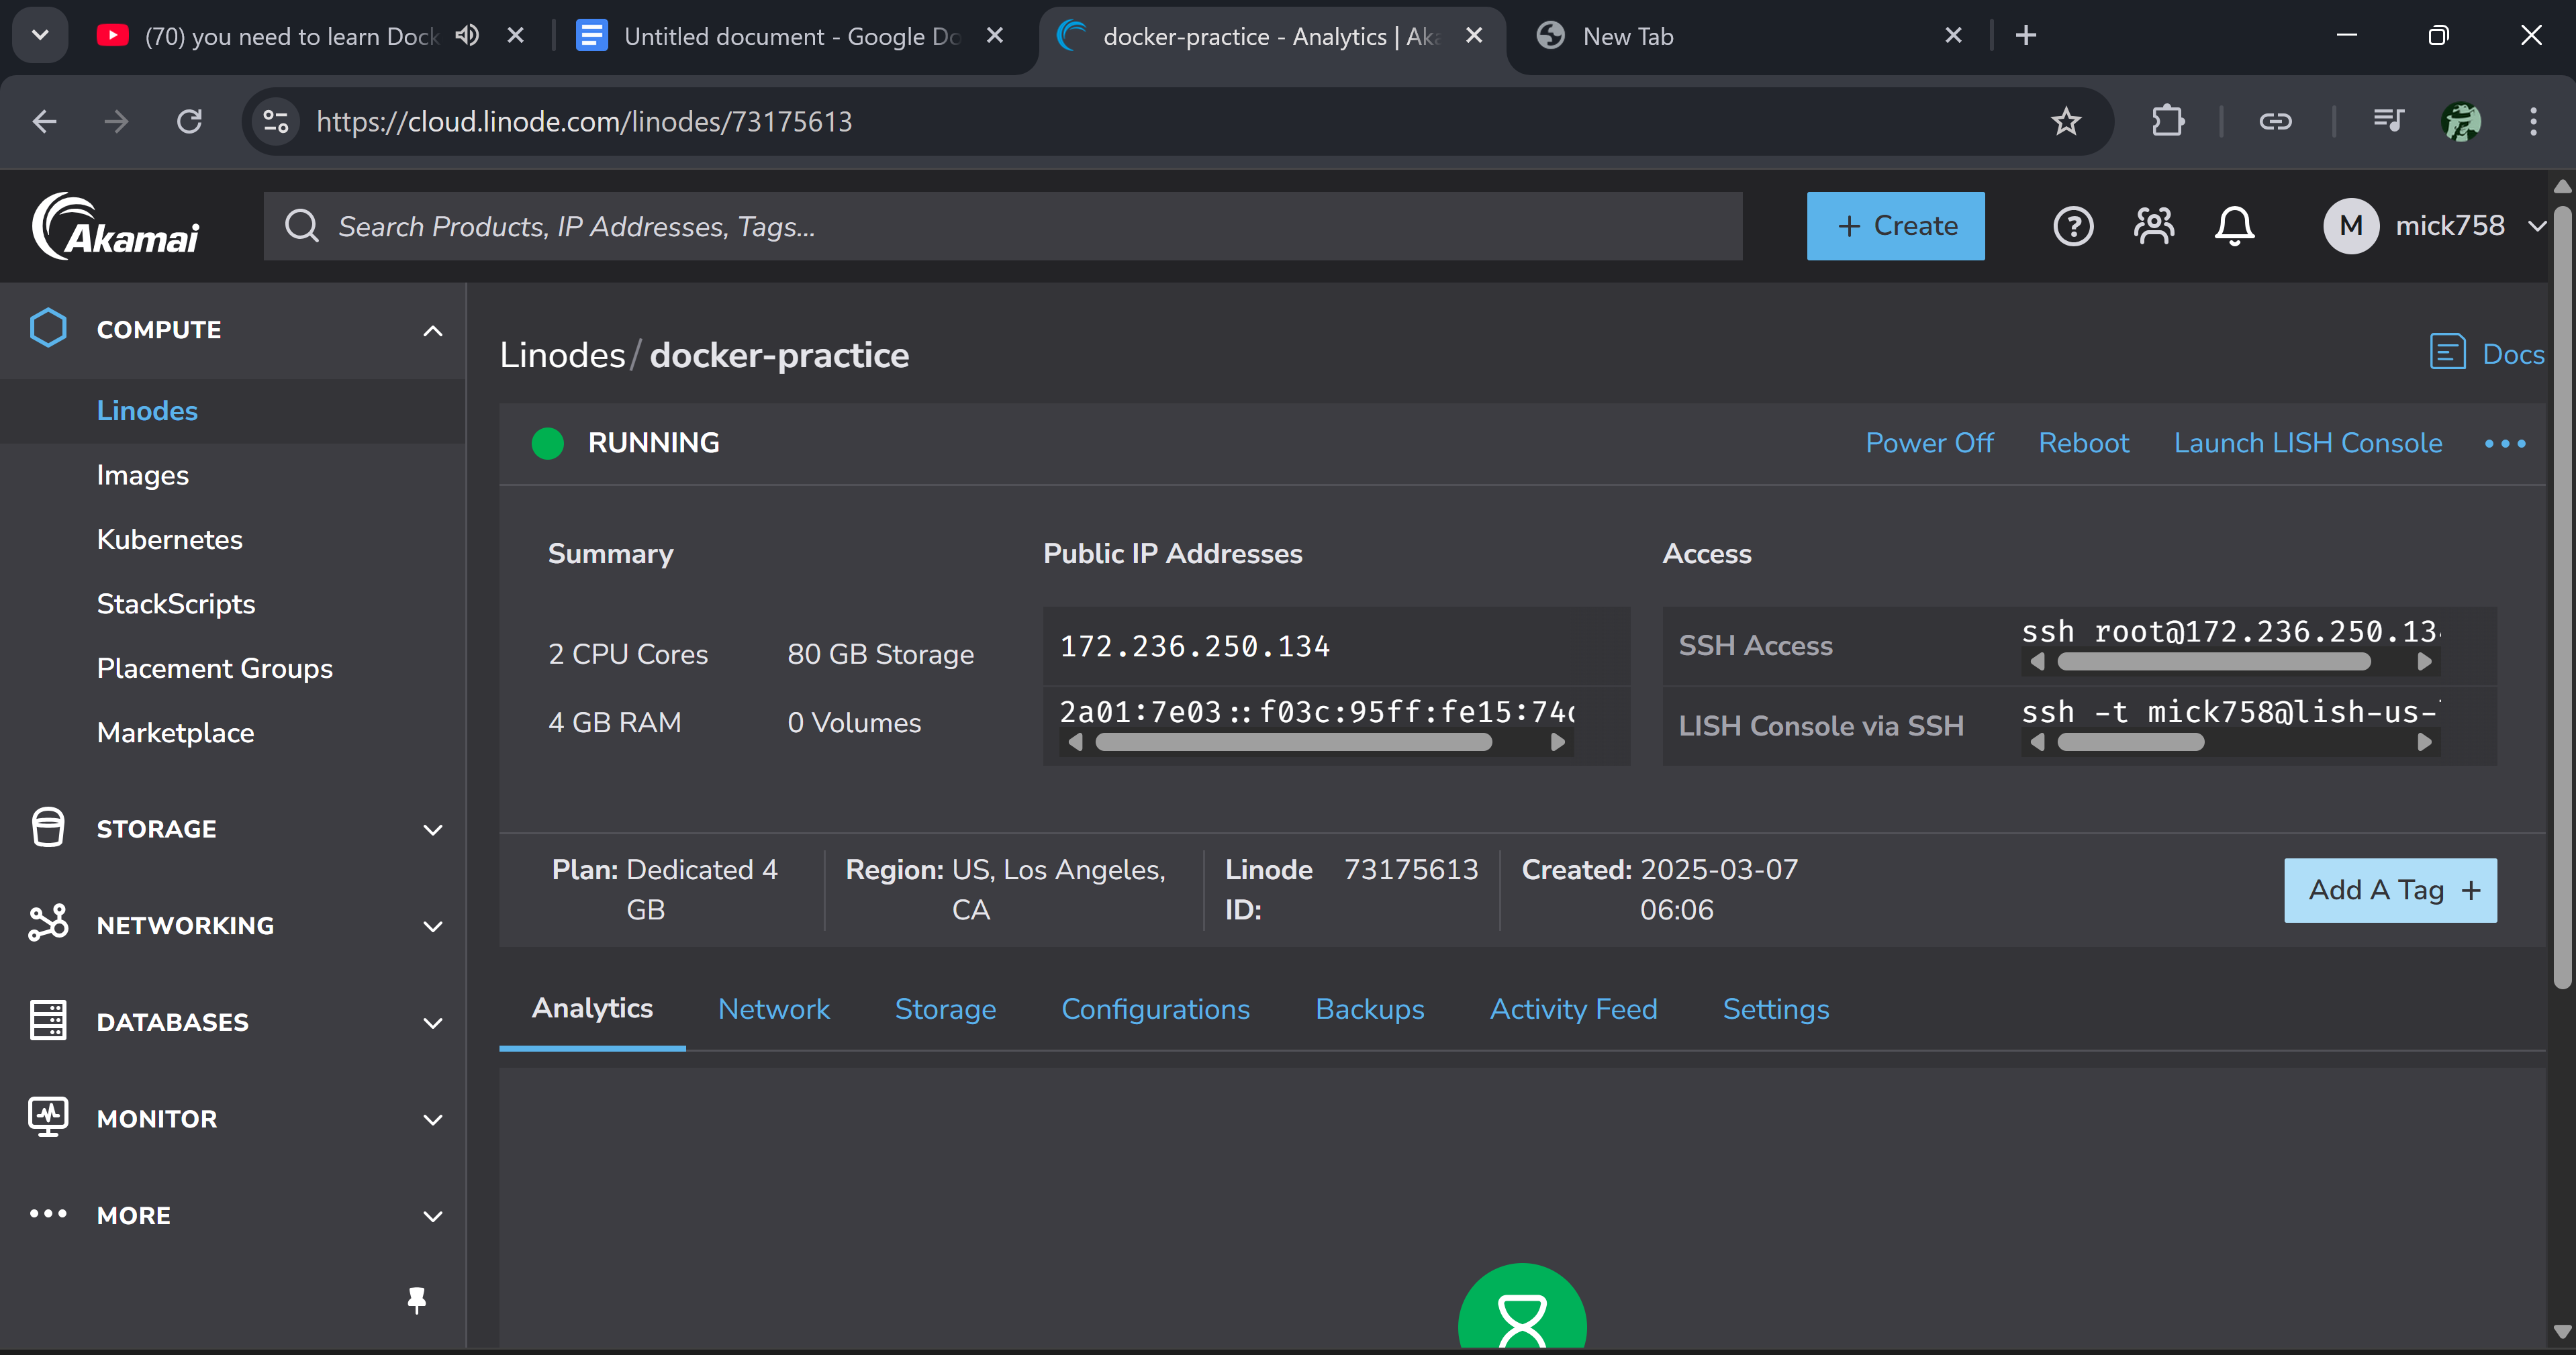 (70) you need to learn Dock
Untitled document - Google Do
docker-practice - Analytics | Aka
New Tab
https://cloud.linode.com/linodes/73175613
Akamai
Search Products, IP Addresses, Tags...
+ Create
M
mick758
COMPUTE
Linodes
Images
Kubernetes
StackScripts
Placement Groups
Marketplace
STORAGE
NETWORKING
DATABASES
MONITOR
MORE
Linodes / docker-practice
Docs
RUNNING
Power Off
Reboot
Launch LISH Console
Summary
2 CPU Cores
80 GB Storage
4 GB RAM
0 Volumes
Public IP Addresses
172.236.250.134
2a01:7e03::f03c:95ff:fe15:74
Access
SSH Access
ssh root@172.236.250.13
LISH Console via SSH
ssh -t mick758@lish-us-
Plan: Dedicated 4
GB
Region: US, Los Angeles,
CA
Linode
ID:
73175613
Created: 2025-03-07
06:06
Add A Tag +
Analytics
Network
Storage
Configurations
Backups
Activity Feed
Settings